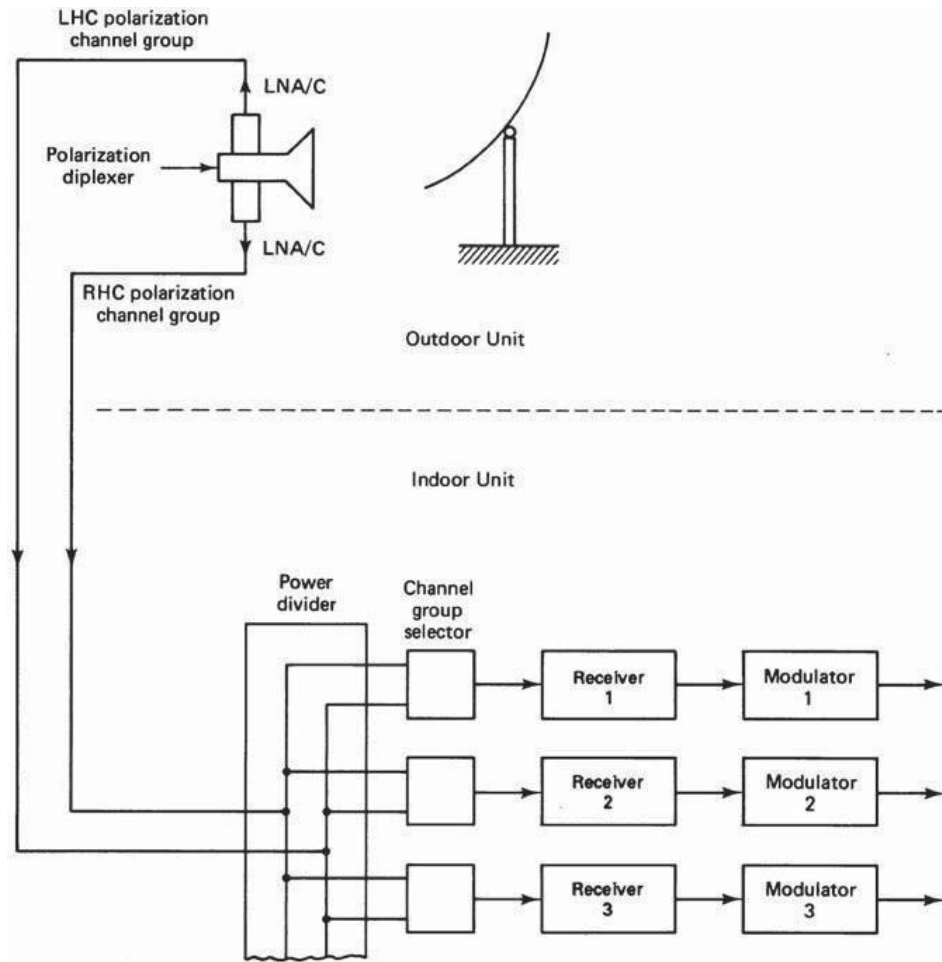 LHC polarization
channel group
LNA/C
Polarization
diplexer
LNA/C
RHC polarization
channel group
Outdoor Unit
Indoor Unit
Power
divider
Channel
group
selector
Receiver
1
Modulator
1
Receiver
2
Modulator
2
Receiver
3
Modulator
3